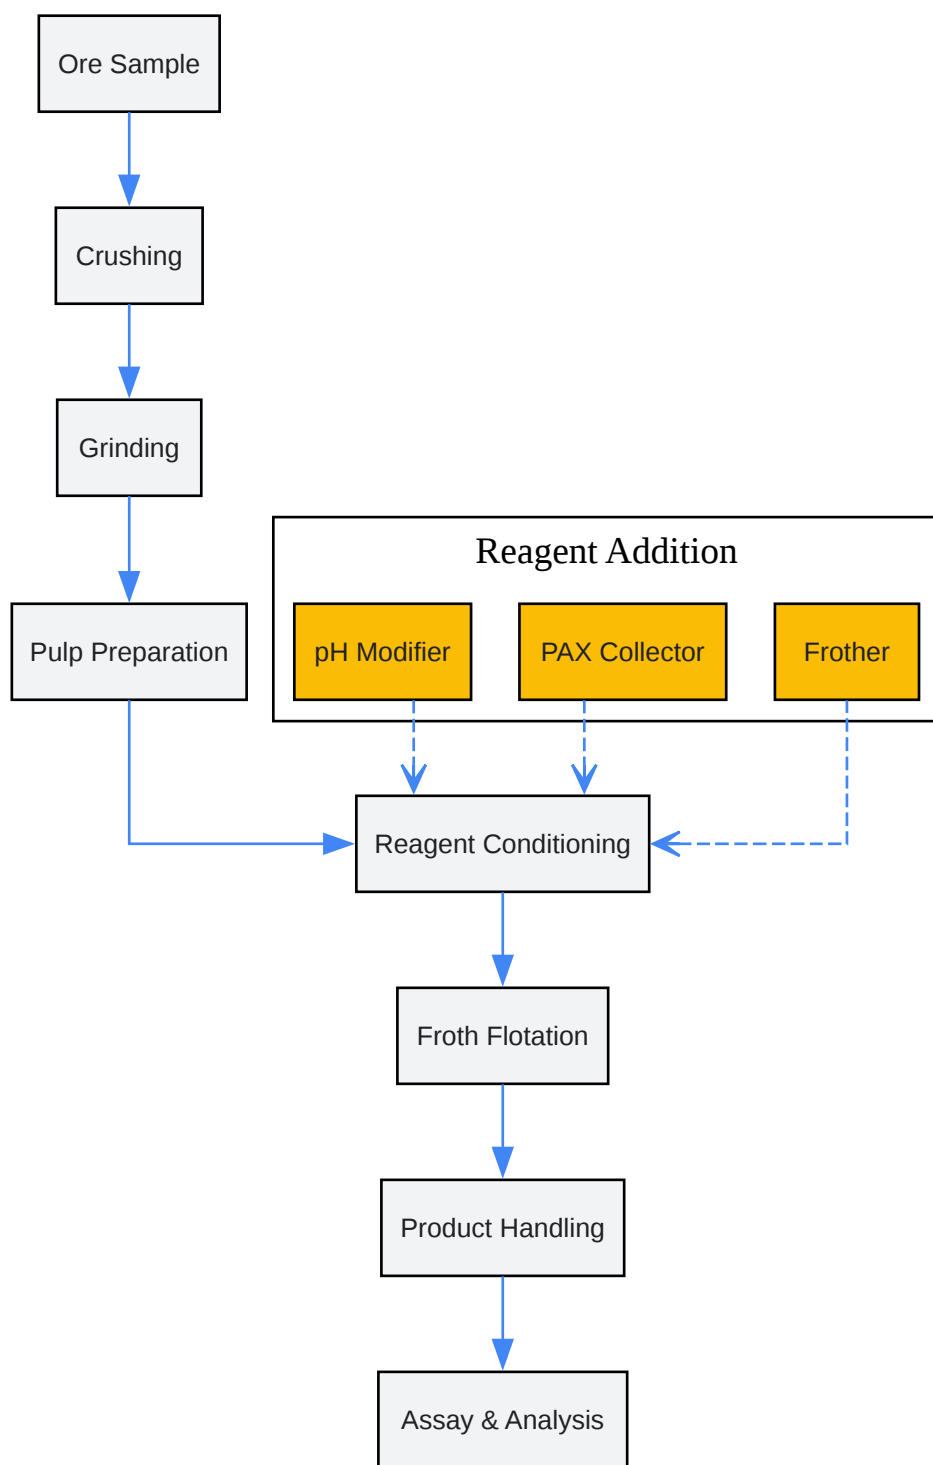 Ore Sample
Crushing
Grinding
Reagent Addition
Pulp Preparation
pH Modifier
PAX Collector
Frother
Reagent Conditioning
Froth Flotation
Product Handling
Assay & Analysis